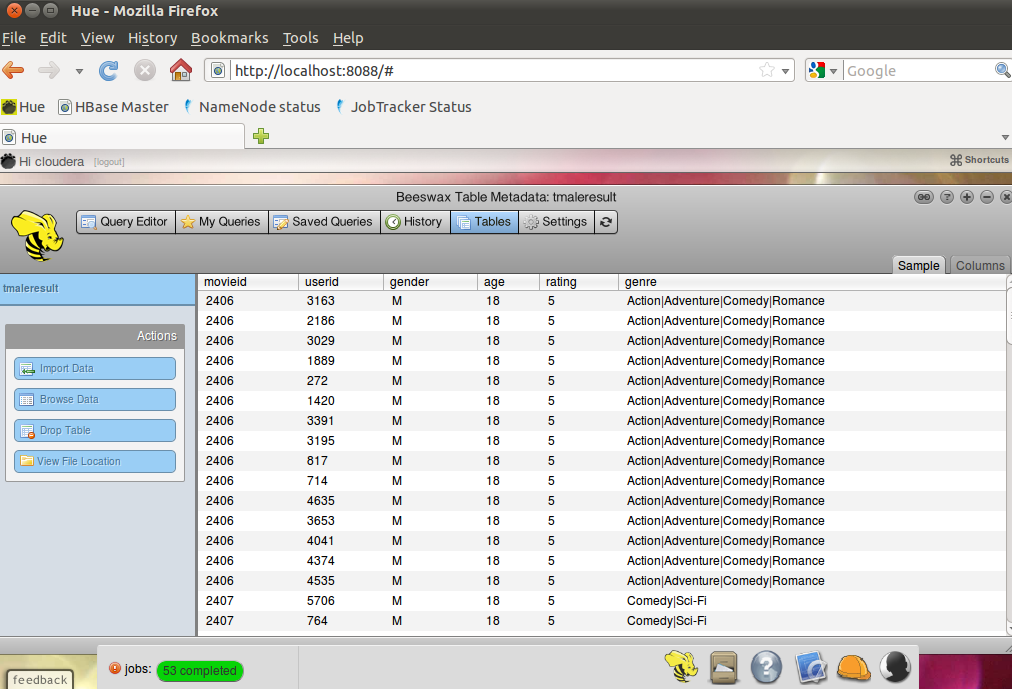 Hue - Mozilla Firefox
File Edit View History Bookmarks Tools Help
http://localhost:8088/# Google
Hue HBase Master NameNode status JobTracker Status
Hue
Hi cloudera [logout] ⌘ Shortcuts
Beeswax Table Metadata: tmaleresult
Query Editor My Queries Saved Queries History Tables Settings
Sample Columns
tmaleresult
Actions
Import Data
Browse Data
Drop Table
View File Location
movieid userid gender age rating genre
2406 3163 M 18 5 Action|Adventure|Comedy|Romance
2406 2186 M 18 5 Action|Adventure|Comedy|Romance
2406 3029 M 18 5 Action|Adventure|Comedy|Romance
2406 1889 M 18 5 Action|Adventure|Comedy|Romance
2406 272 M 18 5 Action|Adventure|Comedy|Romance
2406 1420 M 18 5 Action|Adventure|Comedy|Romance
2406 3391 M 18 5 Action|Adventure|Comedy|Romance
2406 3195 M 18 5 Action|Adventure|Comedy|Romance
2406 817 M 18 5 Action|Adventure|Comedy|Romance
2406 714 M 18 5 Action|Adventure|Comedy|Romance
2406 4635 M 18 5 Action|Adventure|Comedy|Romance
2406 3653 M 18 5 Action|Adventure|Comedy|Romance
2406 4041 M 18 5 Action|Adventure|Comedy|Romance
2406 4374 M 18 5 Action|Adventure|Comedy|Romance
2406 4535 M 18 5 Action|Adventure|Comedy|Romance
2407 5706 M 18 5 Comedy|Sci-Fi
2407 764 M 18 5 Comedy|Sci-Fi
jobs: 53 completed
feedback